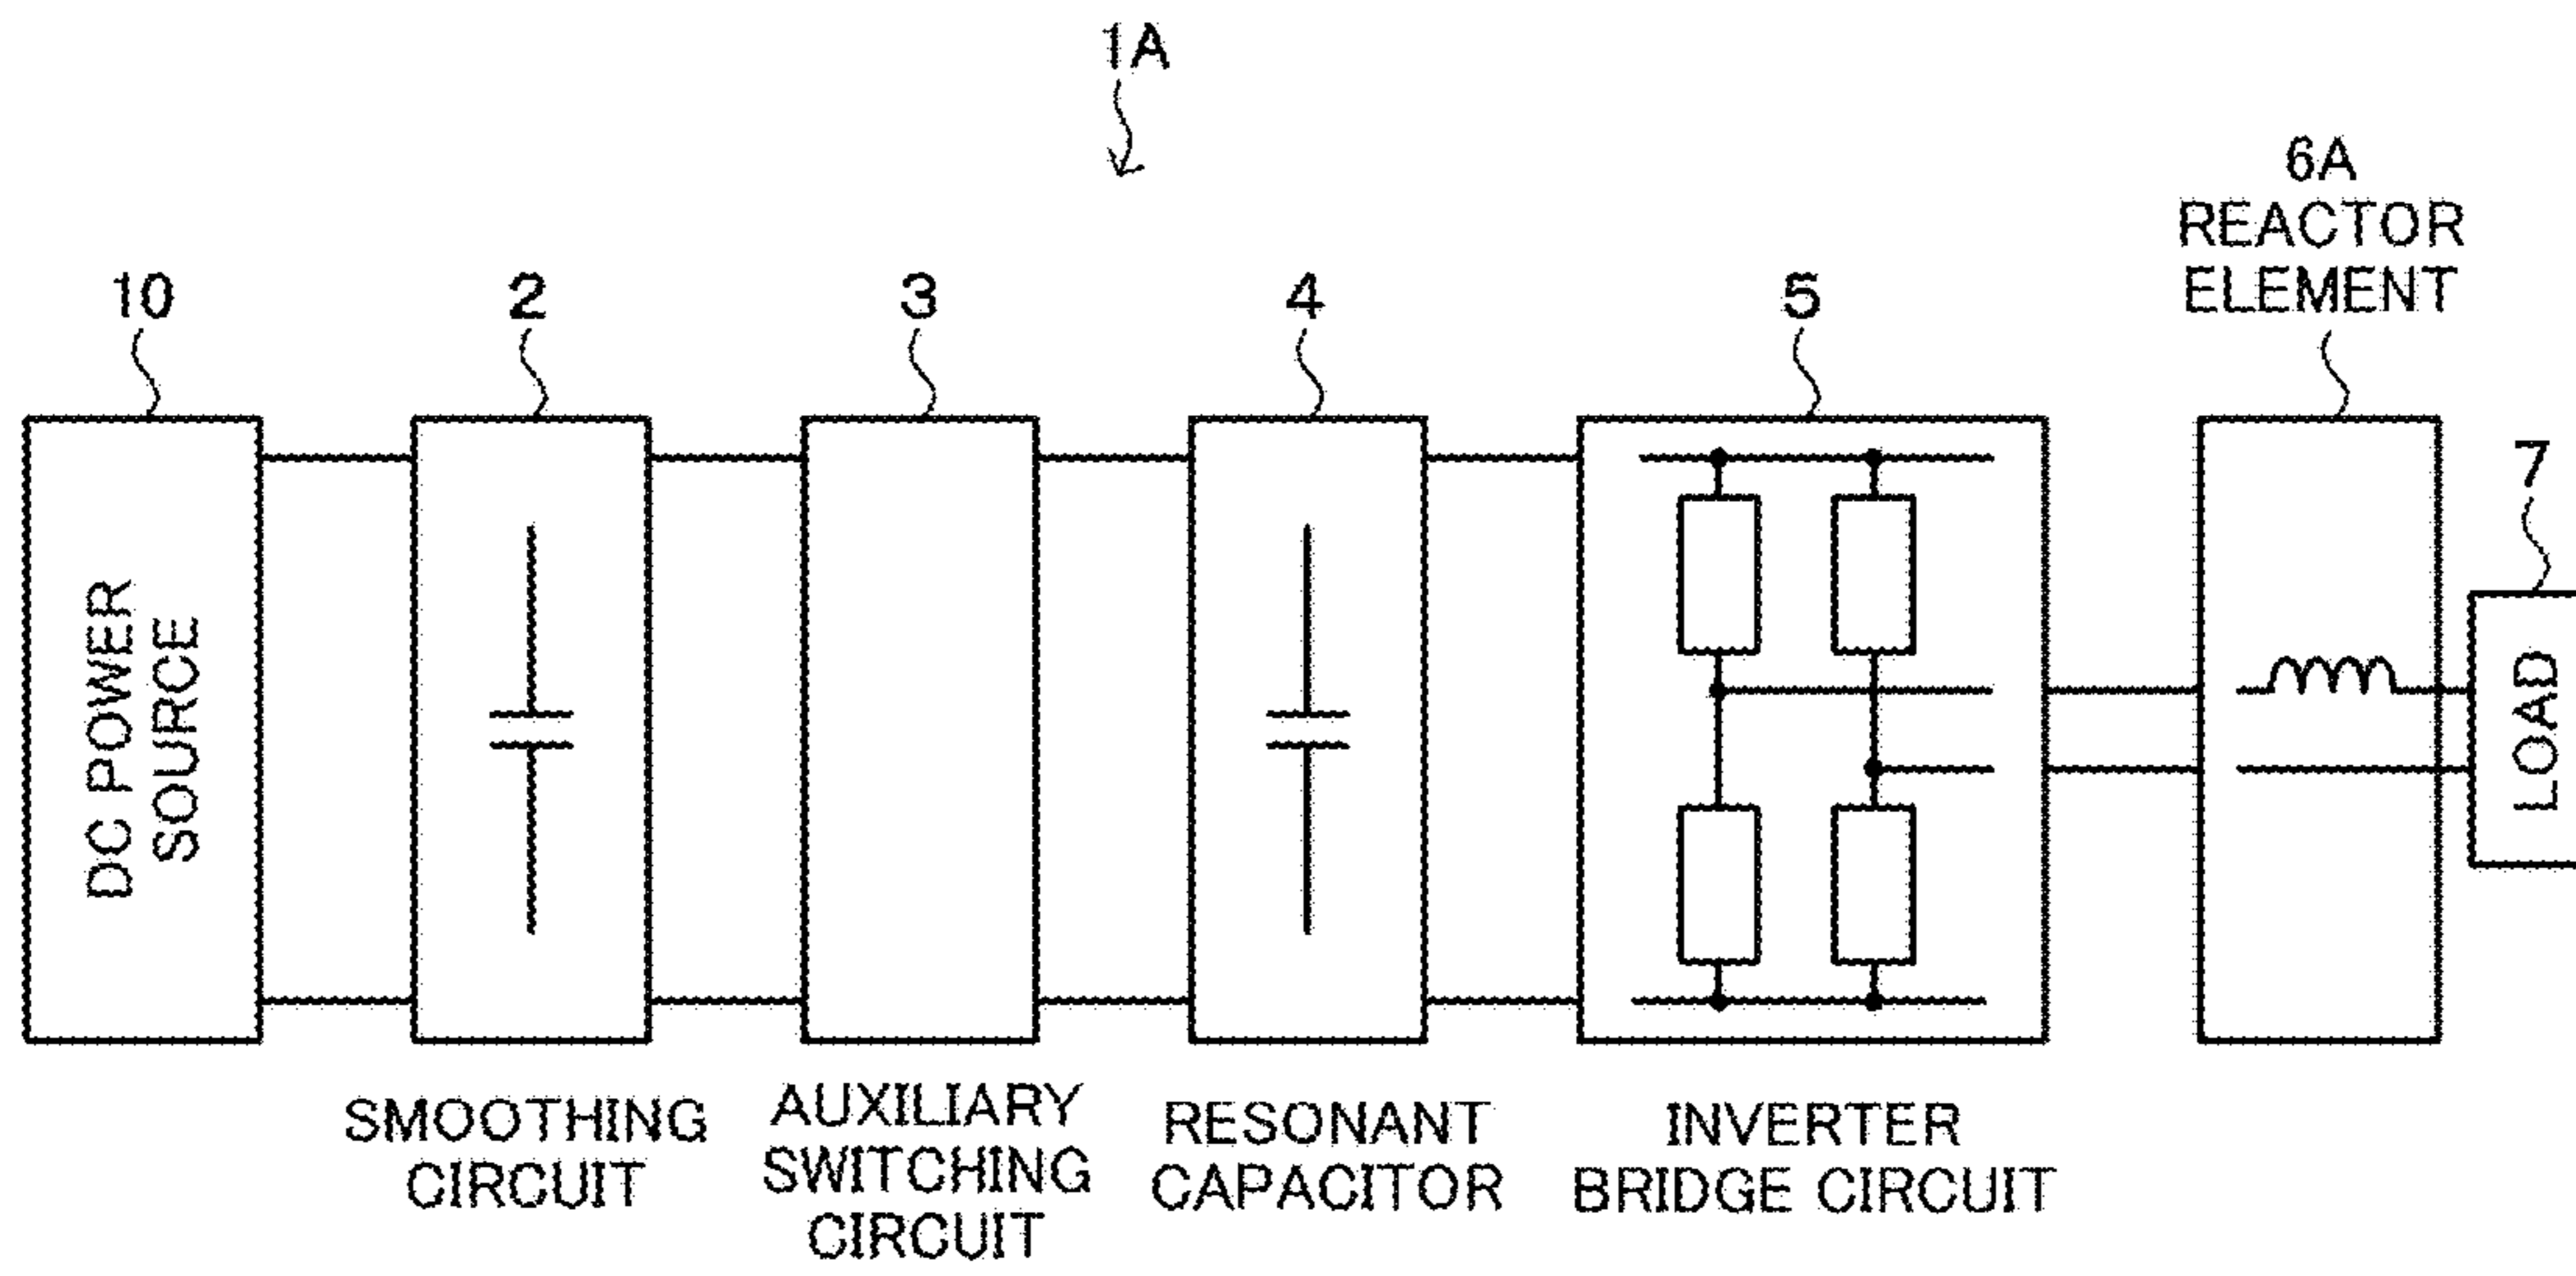 1A
6A
REACTOR
ELEMENT
10
2
3
4
5
7
DC POWER
SOURCE
LOAD
SMOOTHING
CIRCUIT
AUXILIARY
SWITCHING
CIRCUIT
RESONANT
CAPACITOR
INVERTER
BRIDGE CIRCUIT